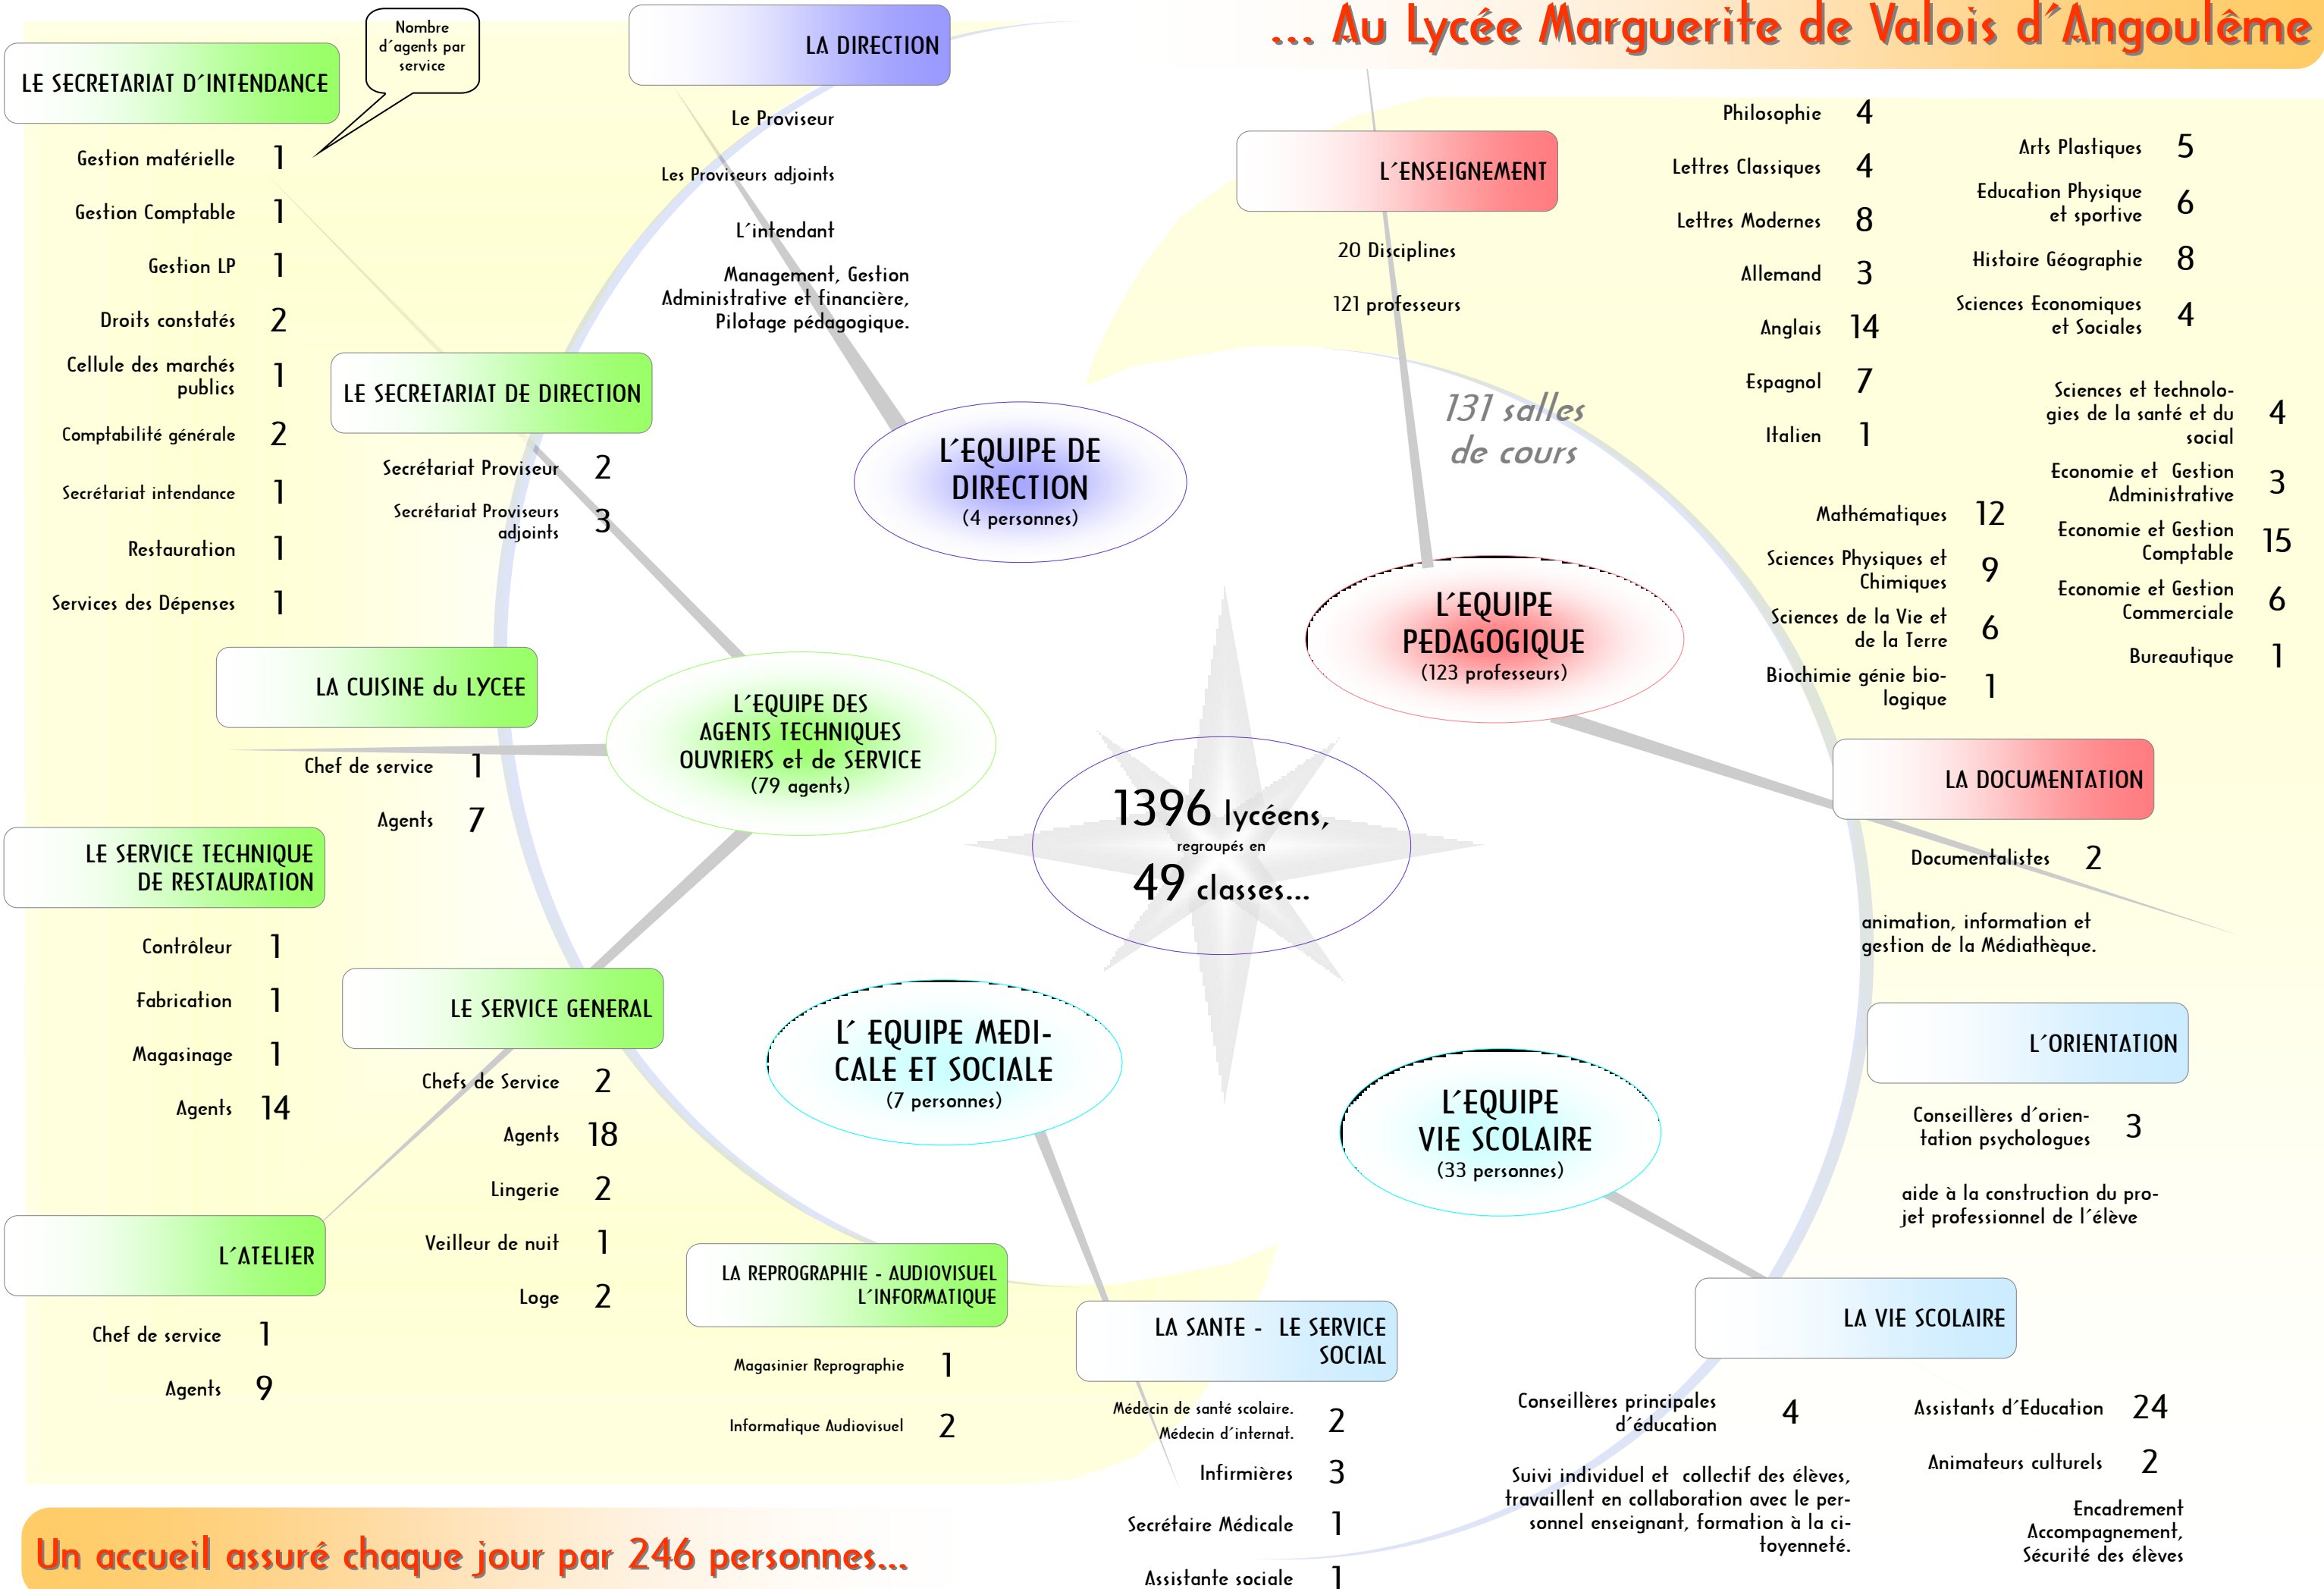 ... Au Lycée Marguerite de Valois d´Angoulême
Nombre
d´agents par
service
LE SECRETARIAT D´INTENDANCE
Gestion matérielle 1
Gestion Comptable 1
Gestion LP 1
Droits constatés 2
Cellule des marchés
publics 1
Comptabilité générale 2
Secrétariat intendance 1
Restauration 1
Services des Dépenses 1
LA DIRECTION
Le Proviseur
Les Proviseurs adjoints
L´intendant
Management, Gestion
Administrative et financière,
Pilotage pédagogique.
LE SECRETARIAT DE DIRECTION
Secrétariat Proviseur 2
Secrétariat Proviseurs
adjoints 3
L´EQUIPE DE
DIRECTION
(4 personnes)
L´ENSEIGNEMENT
20 Disciplines
121 professeurs
131 salles
de cours
Philosophie 4
Lettres Classiques 4
Lettres Modernes 8
Allemand 3
Anglais 14
Espagnol 7
Italien 1
Arts Plastiques 5
Education Physique
et sportive 6
Histoire Géographie 8
Sciences Economiques
et Sociales 4
Mathématiques 12
Sciences Physiques et
Chimiques 9
Sciences de la Vie et
de la Terre 6
Biochimie génie bio-
logique 1
Sciences et technolo-
gies de la santé et du
social 4
Economie et Gestion
Administrative 3
Economie et Gestion
Comptable 15
Economie et Gestion
Commerciale 6
Bureautique 1
L´EQUIPE
PEDAGOGIQUE
(123 professeurs)
LA DOCUMENTATION
Documentalistes 2
animation, information et
gestion de la Médiathèque.
LA CUISINE du LYCEE
Chef de service 1
Agents 7
L´EQUIPE DES
AGENTS TECHNIQUES
OUVRIERS et de SERVICE
(79 agents)
1396 lycéens,
regroupés en
49 classes...
LE SERVICE TECHNIQUE
DE RESTAURATION
Contrôleur 1
Fabrication 1
Magasinage 1
Agents 14
LE SERVICE GENERAL
Chefs de Service 2
Agents 18
Lingerie 2
Veilleur de nuit 1
Loge 2
L´ATELIER
Chef de service 1
Agents 9
LA REPROGRAPHIE - AUDIOVISUEL
L´INFORMATIQUE
Magasinier Reprographie 1
Informatique Audiovisuel 2
L´ EQUIPE MEDI-
CALE ET SOCIALE
(7 personnes)
LA SANTE - LE SERVICE
SOCIAL
Médecin de santé scolaire.
Médecin d´internat. 2
Infirmières 3
Secrétaire Médicale 1
Assistante sociale 1
L´EQUIPE
VIE SCOLAIRE
(33 personnes)
L´ORIENTATION
Conseillères d´orien-
tation psychologues 3
aide à la construction du pro-
jet professionnel de l´élève
LA VIE SCOLAIRE
Conseillères principales
d´éducation 4
Suivi individuel et collectif des élèves,
travaillent en collaboration avec le per-
sonnel enseignant, formation à la ci-
toyenneté.
Assistants d´Education 24
Animateurs culturels 2
Encadrement
Accompagnement,
Sécurité des élèves
Un accueil assuré chaque jour par 246 personnes...